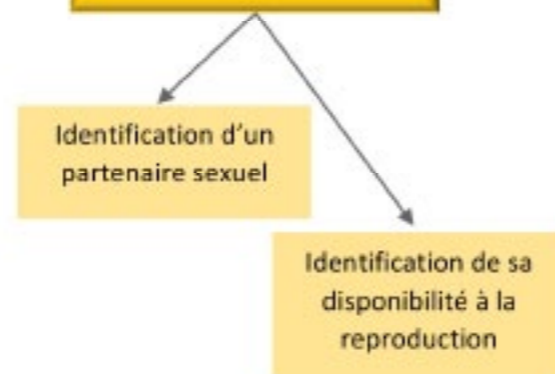 Identification d’un
partenaire sexuel
Identification de sa
disponibilité à la
reproduction